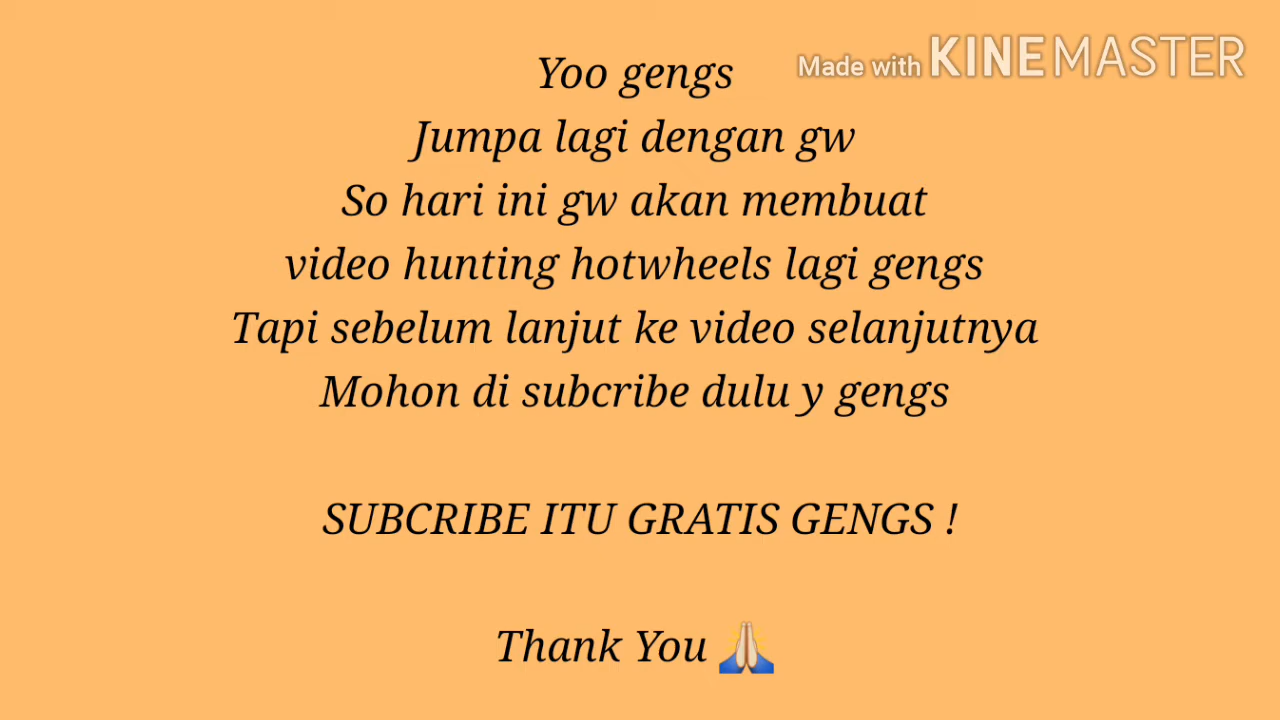 Yoo gengs
Made with KINEMASTER
Jumpa lagi dengan gw
So hari ini gw akan membuat
video hunting hotwheels lagi gengs
Tapi sebelum lanjut ke video selanjutnya
Mohon di subcribe dulu y gengs
SUBCRIBE ITU GRATIS GENGS !
Thank You 🙏